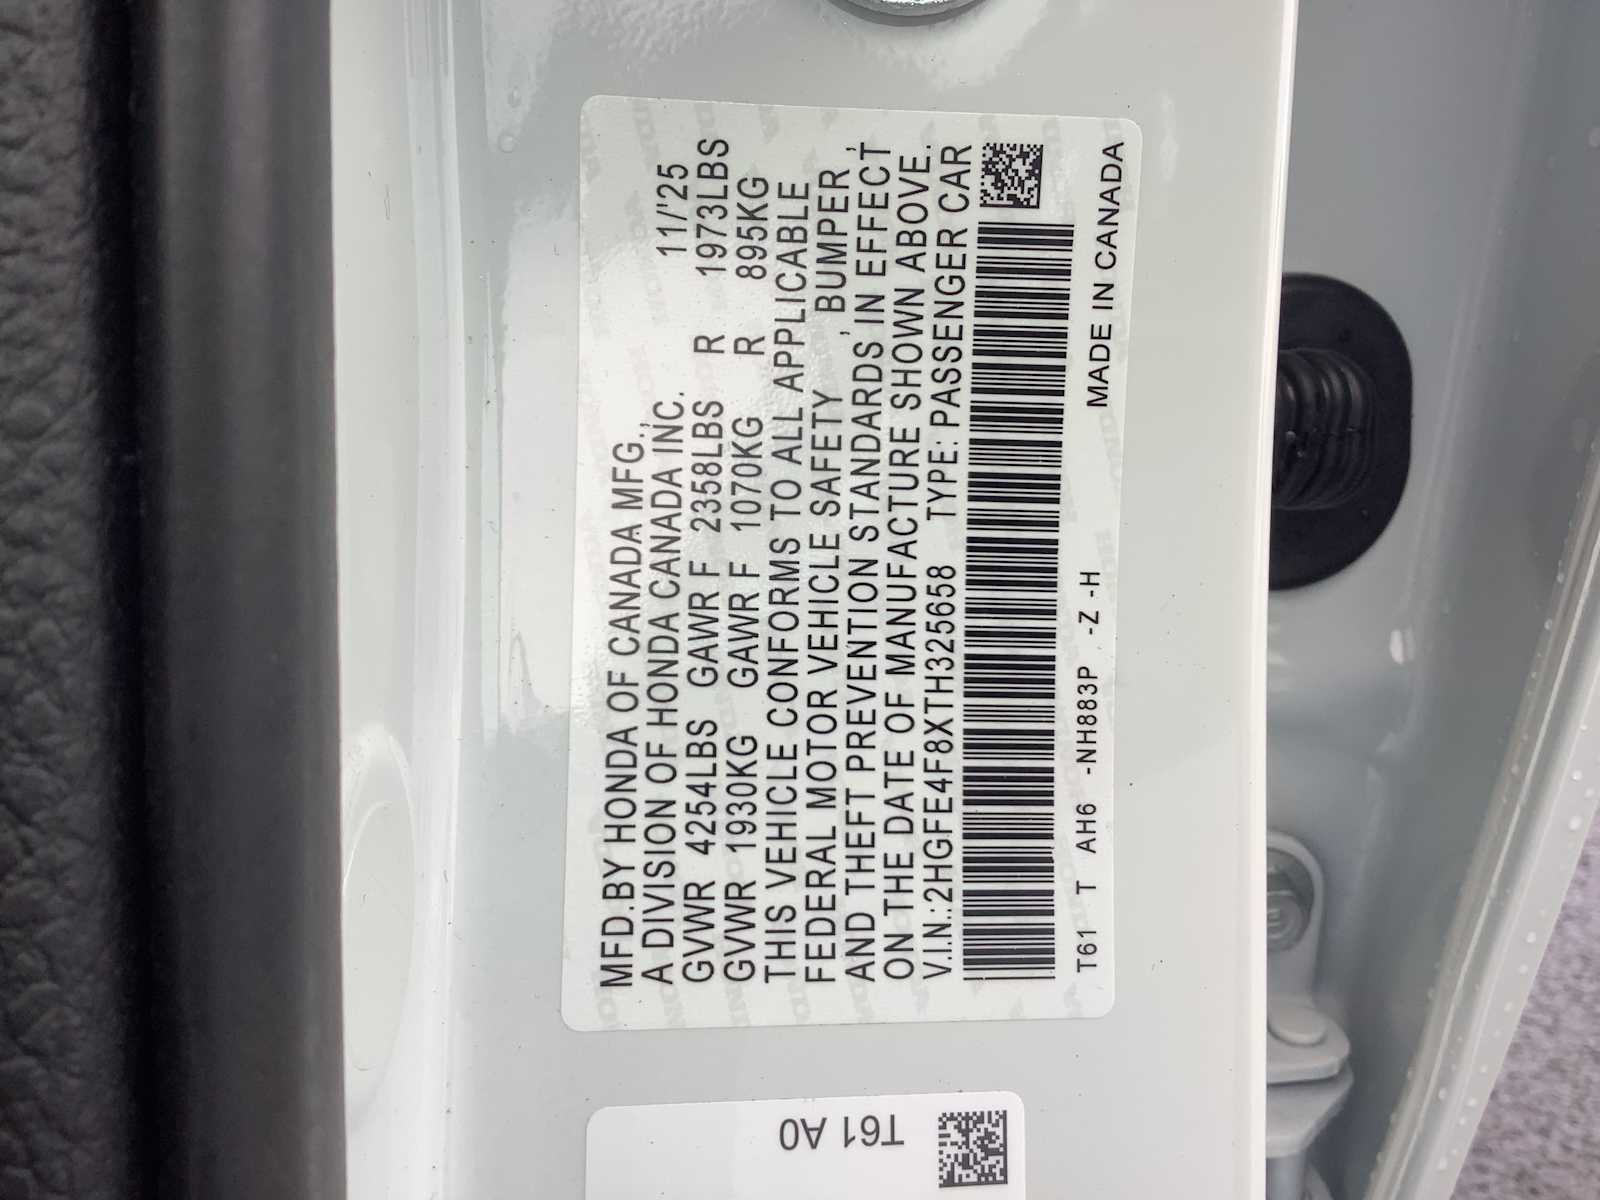 MFD.BY HONDA OF CANADA MFG.,
A DIVISION OF HONDA CANADA INC. 11/'25
GVWR 4254LBS GAWR F 2358LBS R 1973LBS
GVWR 1930KG GAWR F 1070KG R 895KG
THIS VEHICLE CONFORMS TO ALL APPLICABLE
FEDERAL MOTOR VEHICLE SAFETY, BUMPER,
AND THEFT PREVENTION STANDARDS IN EFFECT
ON THE DATE OF MANUFACTURE SHOWN ABOVE.
V.I.N.:2HGFE4F8XTH325658 TYPE: PASSENGER CAR
T61 T AH6 -NH883P -Z -H MADE IN CANADA
T61 A0